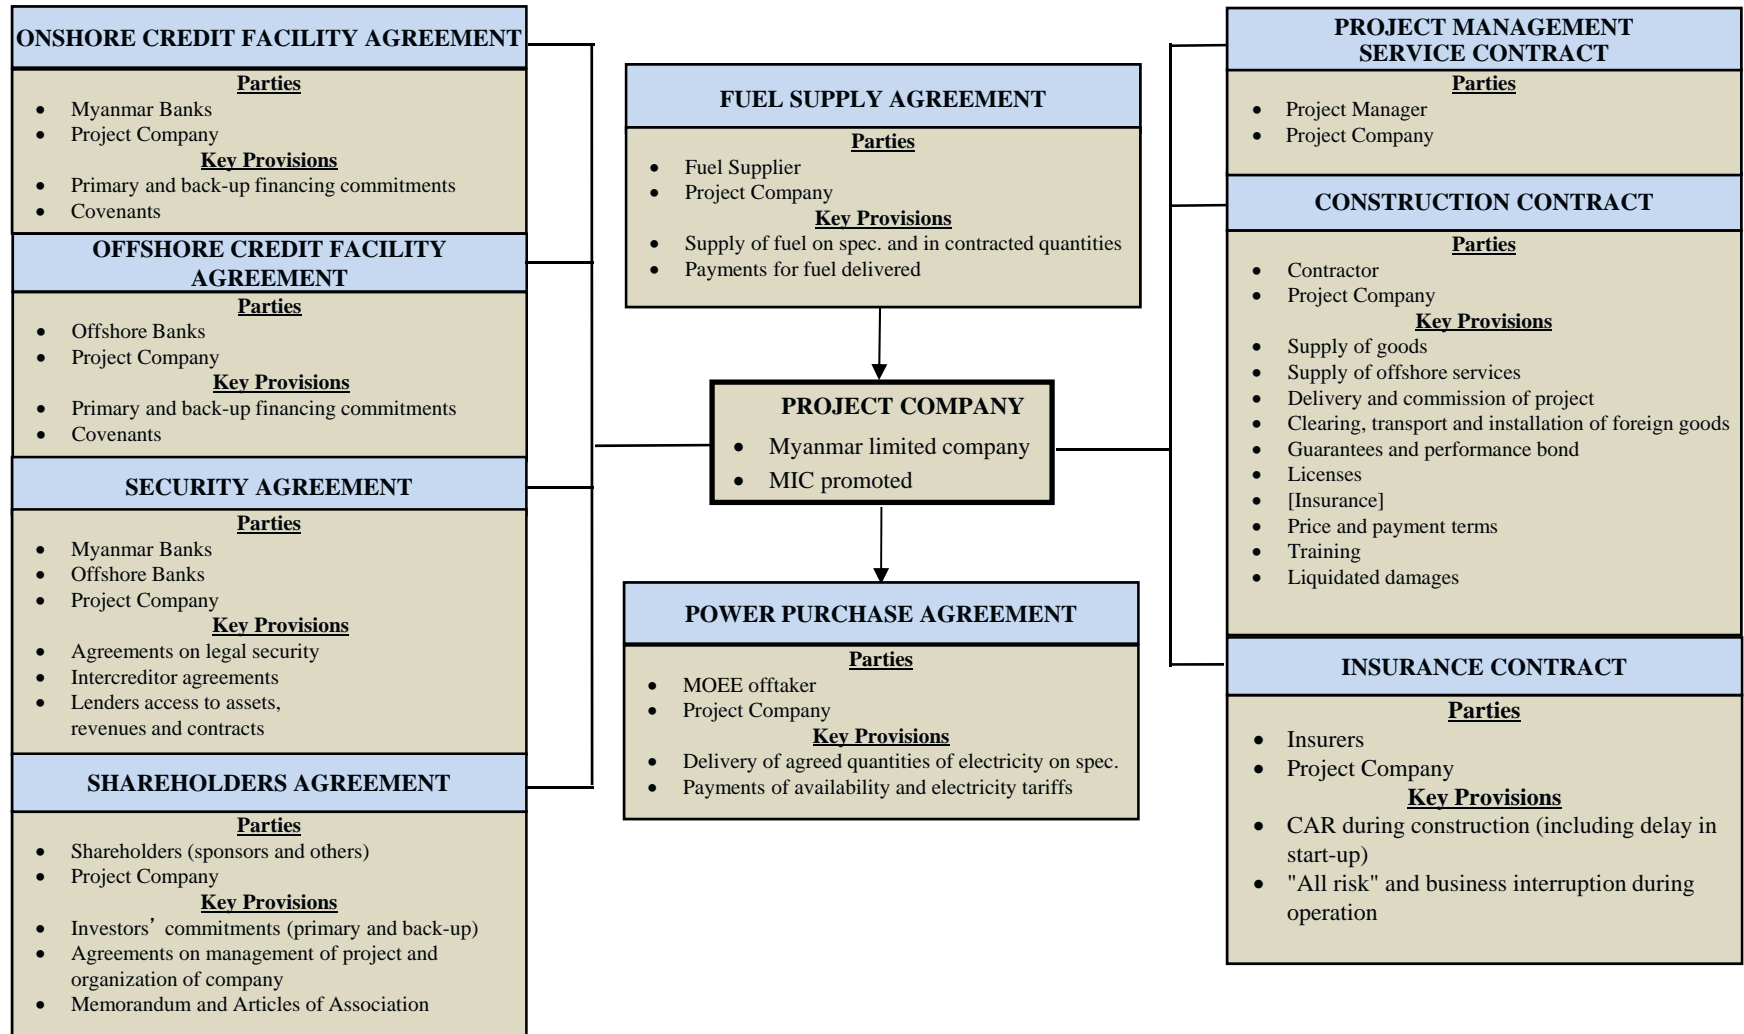 ONSHORE CREDIT FACILITY AGREEMENT
Parties
• Myanmar Banks
• Project Company
Key Provisions
• Primary and back-up financing commitments
• Covenants
OFFSHORE CREDIT FACILITY
AGREEMENT
Parties
• Offshore Banks
• Project Company
Key Provisions
• Primary and back-up financing commitments
• Covenants
SECURITY AGREEMENT
Parties
• Myanmar Banks
• Offshore Banks
• Project Company
Key Provisions
• Agreements on legal security
• Intercreditor agreements
• Lenders access to assets,
revenues and contracts
SHAREHOLDERS AGREEMENT
Parties
• Shareholders (sponsors and others)
• Project Company
Key Provisions
• Investors’ commitments (primary and back-up)
• Agreements on management of project and
organization of company
• Memorandum and Articles of Association
FUEL SUPPLY AGREEMENT
Parties
• Fuel Supplier
• Project Company
Key Provisions
• Supply of fuel on spec. and in contracted quantities
• Payments for fuel delivered
PROJECT COMPANY
• Myanmar limited company
• MIC promoted
POWER PURCHASE AGREEMENT
Parties
• MOEE offtaker
• Project Company
Key Provisions
• Delivery of agreed quantities of electricity on spec.
• Payments of availability and electricity tariffs
PROJECT MANAGEMENT
SERVICE CONTRACT
Parties
• Project Manager
• Project Company
CONSTRUCTION CONTRACT
Parties
• Contractor
• Project Company
Key Provisions
• Supply of goods
• Supply of offshore services
• Delivery and commission of project
• Clearing, transport and installation of foreign goods
• Guarantees and performance bond
• Licenses
• [Insurance]
• Price and payment terms
• Training
• Liquidated damages
INSURANCE CONTRACT
Parties
• Insurers
• Project Company
Key Provisions
• CAR during construction (including delay in
start-up)
• "All risk" and business interruption during
operation